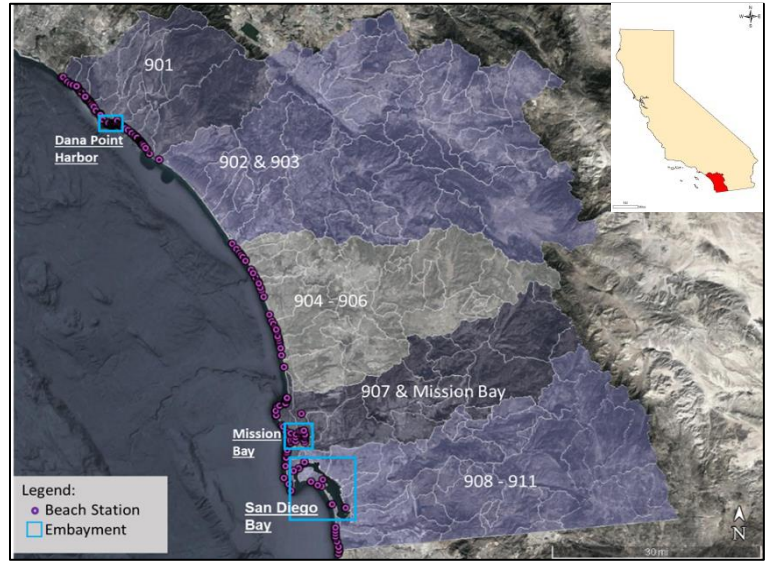 901
Dana Point
Harbor
902 & 903
904 - 906
907 & Mission Bay
Mission
Bay
908 - 911
San Diego
Bay
Legend:
Beach Station
Embayment
N
30 mi
N
S
E
W